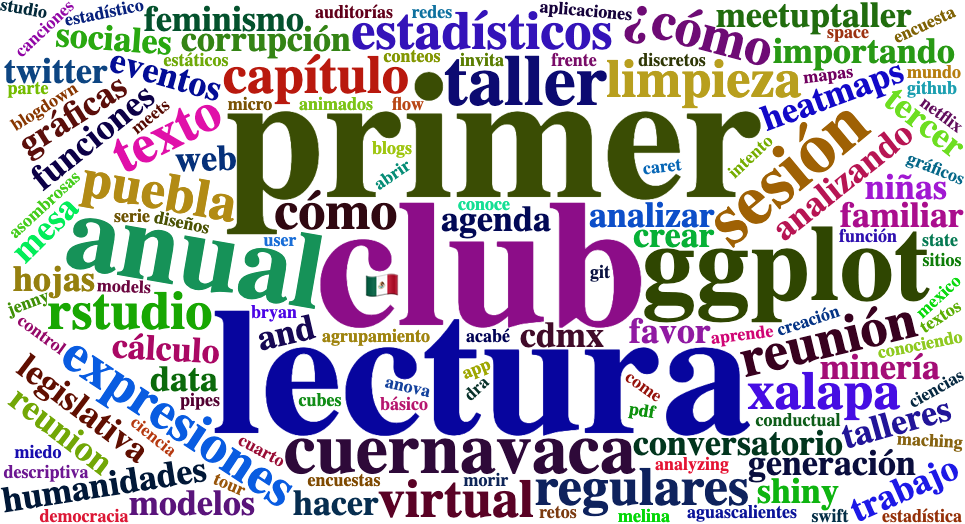 studio
estadístico
canciones
feminismo
auditorías
redes
aplicaciones
¿cómo
meetuptaller
space
encuesta
sociales
corrupción
estadísticos
importando
estáticos
conteos
invita
frente
discretos
twitter
eventos
capítulo
taller
limpieza
mapas
mundo
parte
blogdown
gráficas
funciones
meets
texto
micro
animados
flow
heatmaps
github
tercer
netflix
primer
sesión
analizando
web
blogs
abrir
caret
intento
gráficos
asombrosas
mesa
puebla
serie
diseños
cómo
conoce
agenda
analizar
crear
niñas
familiar
función
state
sitios
anual
user
club
git
ggplot
hojas
models
jenny
rstudio
bryan
mexico
textos
control
and
agrupamiento
acabé
cdmx
favor
aprende
creación
reunión
conociendo
cálculo
lectura
minería
legislativa
expresiones
data
pipes
cubes
anova
básico
app
dra
come
pdf
xalapa
ciencias
reunion
ciencia
cuarto
conductual
talleres
maching
miedo
descriptiva
cuernavaca
conversatorio
analyzing
generación
humanidades
tour
encuestas
morir
regulares
shiny
trabajo
democracia
modelos
hacer
virtual
retos
melina
aguascalientes
swift
estadística